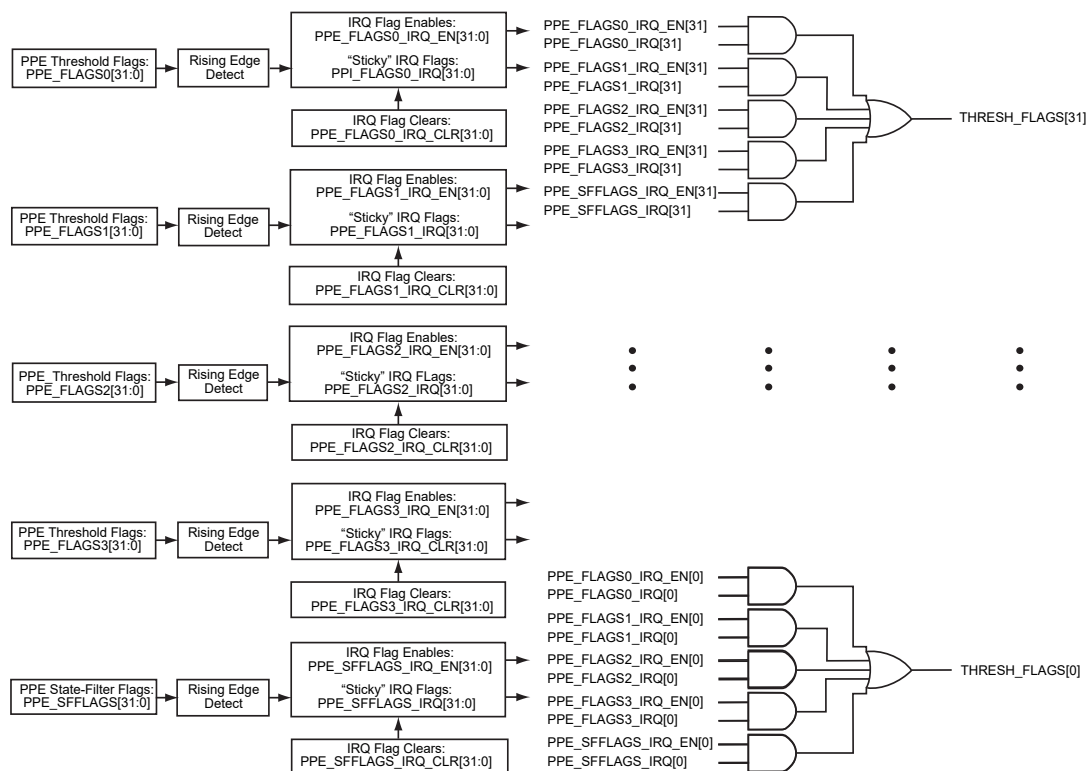 PPE Threshold Flags:
PPE_FLAGS0[31:0]
Rising Edge
Detect
IRQ Flag Enables:
PPE_FLAGS0_IRQ_EN[31:0]
“Sticky” IRQ Flags:
PPI_FLAGS0_IRQ[31:0]
IRQ Flag Clears:
PPE_FLAGS0_IRQ_CLR[31:0]
PPE Threshold Flags:
PPE_FLAGS1[31:0]
Rising Edge
Detect
IRQ Flag Enables:
PPE_FLAGS1_IRQ_EN[31:0]
“Sticky” IRQ Flags:
PPE_FLAGS1_IRQ[31:0]
IRQ Flag Clears:
PPE_FLAGS1_IRQ_CLR[31:0]
PPE_Threshold Flags:
PPE_FLAGS2[31:0]
Rising Edge
Detect
IRQ Flag Enables:
PPE_FLAGS2_IRQ_EN[31:0]
“Sticky” IRQ FLags:
PPE_FLAGS2_IRQ[31:0]
IRQ Flag Clears:
PPE_FLAGS2_IRQ_CLR[31:0]
PPE Threshold Flags:
PPE_FLAGS3[31:0]
Rising Edge
Detect
IRQ Flag Enables:
PPE_FLAGS3_IRQ_EN[31:0]
“Sticky” IRQ Flags:
PPE_FLAGS3_IRQ_CLR[31:0]
IRQ Flag Clears:
PPE_FLAGS3_IRQ_CLR[31:0]
PPE State-Filter Flags:
PPE_SFFLAGS[31:0]
Rising Edge
Detect
IRQ Flag Enables:
PPE_SFFLAGS_IRQ_EN[31:0]
“Sticky” IRQ Flags:
PPE_SFFLAGS_IRQ[31:0]
IRQ Flag Clears:
PPE_SFFLAGS_IRQ_CLR[31:0]
PPE_FLAGS0_IRQ_EN[31]
PPE_FLAGS0_IRQ[31]
PPE_FLAGS1_IRQ_EN[31]
PPE_FLAGS1_IRQ[31]
PPE_FLAGS2_IRQ_EN[31]
PPE_FLAGS2_IRQ[31]
PPE_FLAGS3_IRQ_EN[31]
PPE_FLAGS3_IRQ[31]
PPE_SFFLAGS_IRQ_EN[31]
PPE_SFFLAGS_IRQ[31]
THRESH_FLAGS[31]
PPE_FLAGS0_IRQ_EN[0]
PPE_FLAGS0_IRQ[0]
PPE_FLAGS1_IRQ_EN[0]
PPE_FLAGS1_IRQ[0]
PPE_FLAGS2_IRQ_EN[0]
PPE_FLAGS2_IRQ[0]
PPE_FLAGS3_IRQ_EN[0]
PPE_FLAGS3_IRQ[0]
PPE_SFFLAGS_IRQ_EN[0]
PPE_SFFLAGS_IRQ[0]
THRESH_FLAGS[0]